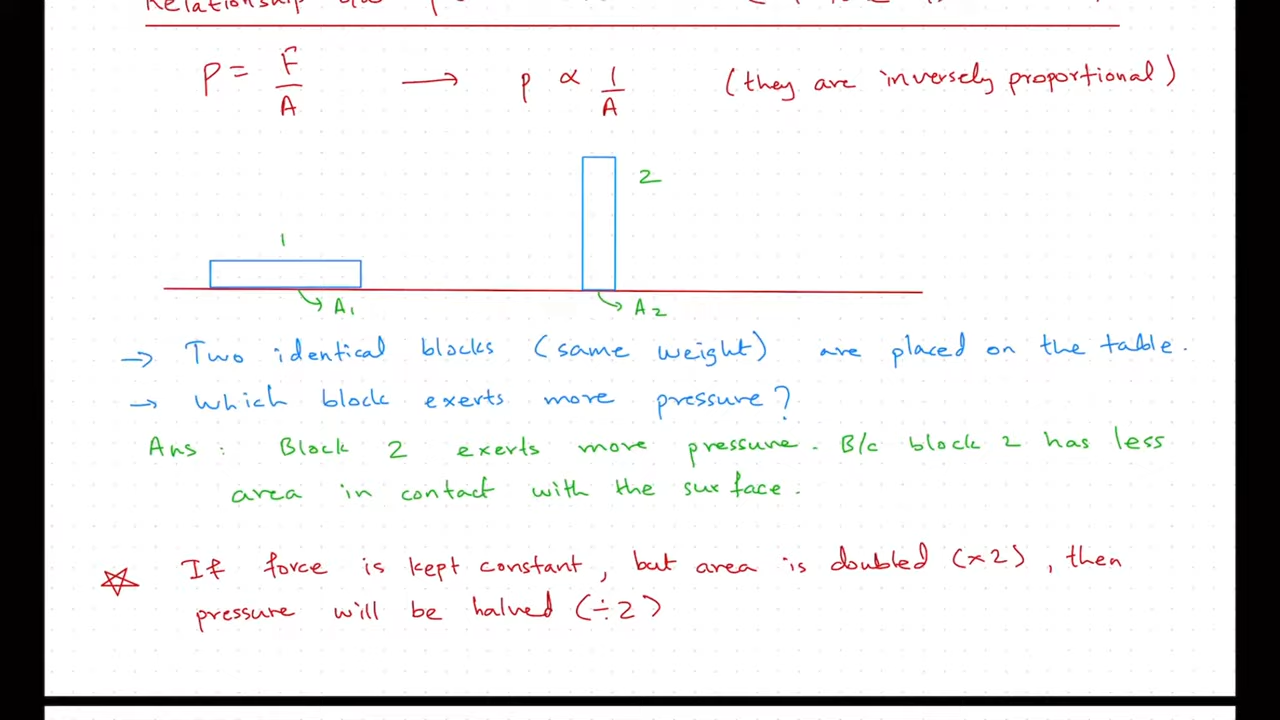 Relationship
P = F/A → p ∝ 1/A (they are inversely proportional)
2
1
A1 A2
→ Two identical blocks (same weight) are placed on the table.
→ which block exerts more pressure?
Ans : Block 2 exerts more pressure. B/c block 2 has less
area in contact with the surface.
☆ If force is kept constant, but area is doubled (×2), then
pressure will be halved (÷2)